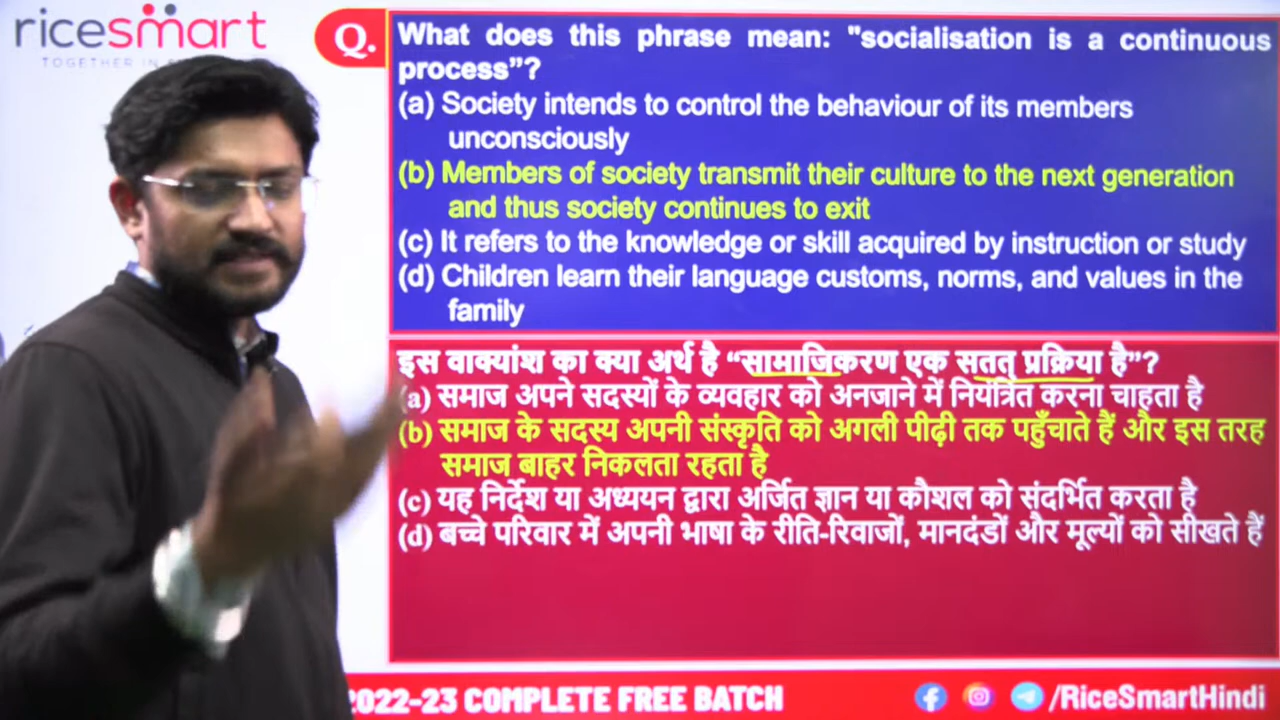 ricesmart
TOGETHER IN
Q.
What does this phrase mean: "socialisation is a continuous
process”?
(a) Society intends to control the behaviour of its members
unconsciously
(b) Members of society transmit their culture to the next generation
and thus society continues to exit
(c) It refers to the knowledge or skill acquired by instruction or study
(d) Children learn their language customs, norms, and values in the
family
इस वाक्यांश का क्या अर्थ है “सामाजिकरण एक सतत् प्रक्रिया है”?
(a) समाज अपने सदस्यों के व्यवहार को अनजाने में नियंत्रित करना चाहता है
(b) समाज के सदस्य अपनी संस्कृति को अगली पीढ़ी तक पहुँचाते हैं और इस तरह
समाज बाहर निकलता रहता है
(c) यह निर्देश या अध्ययन द्वारा अर्जित ज्ञान या कौशल को संदर्भित करता है
(d) बच्चे परिवार में अपनी भाषा के रीति-रिवाजों, मानदंडों और मूल्यों को सीखते हैं
2022-23 COMPLETE FREE BATCH
/RiceSmartHindi